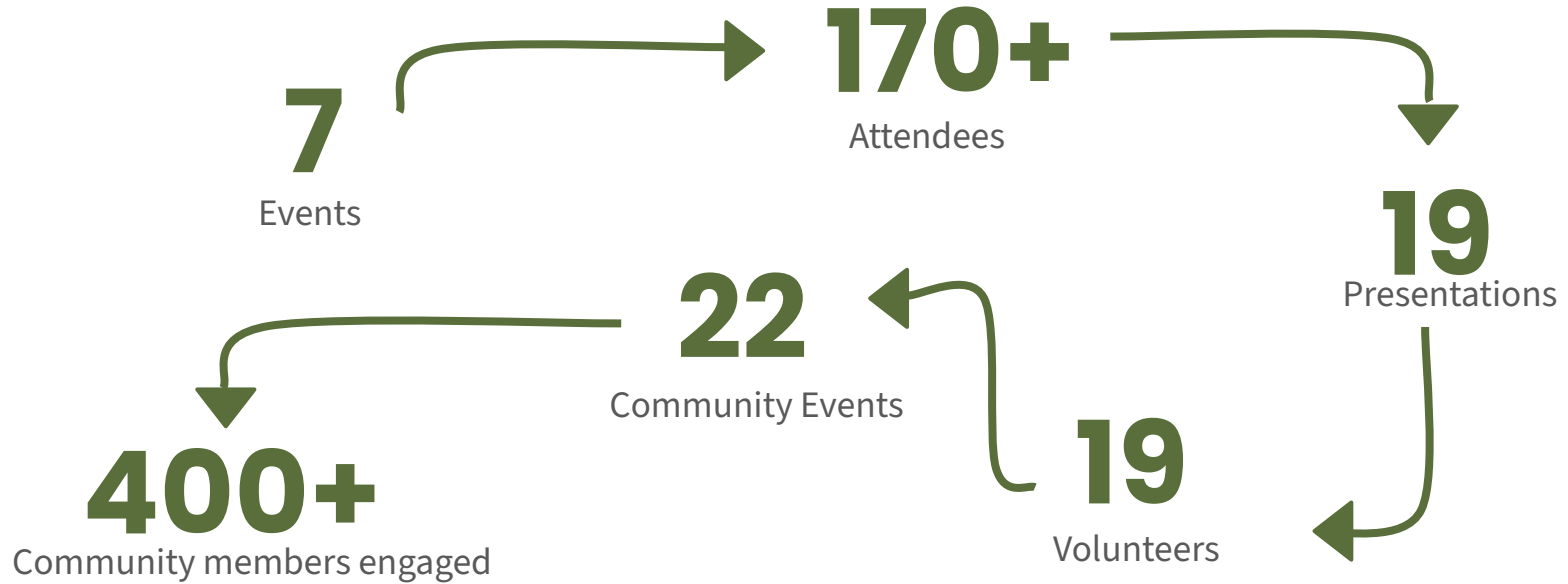 7
Events
170+
Attendees
19
Presentations
19
Volunteers
22
Community Events
400+
Community members engaged